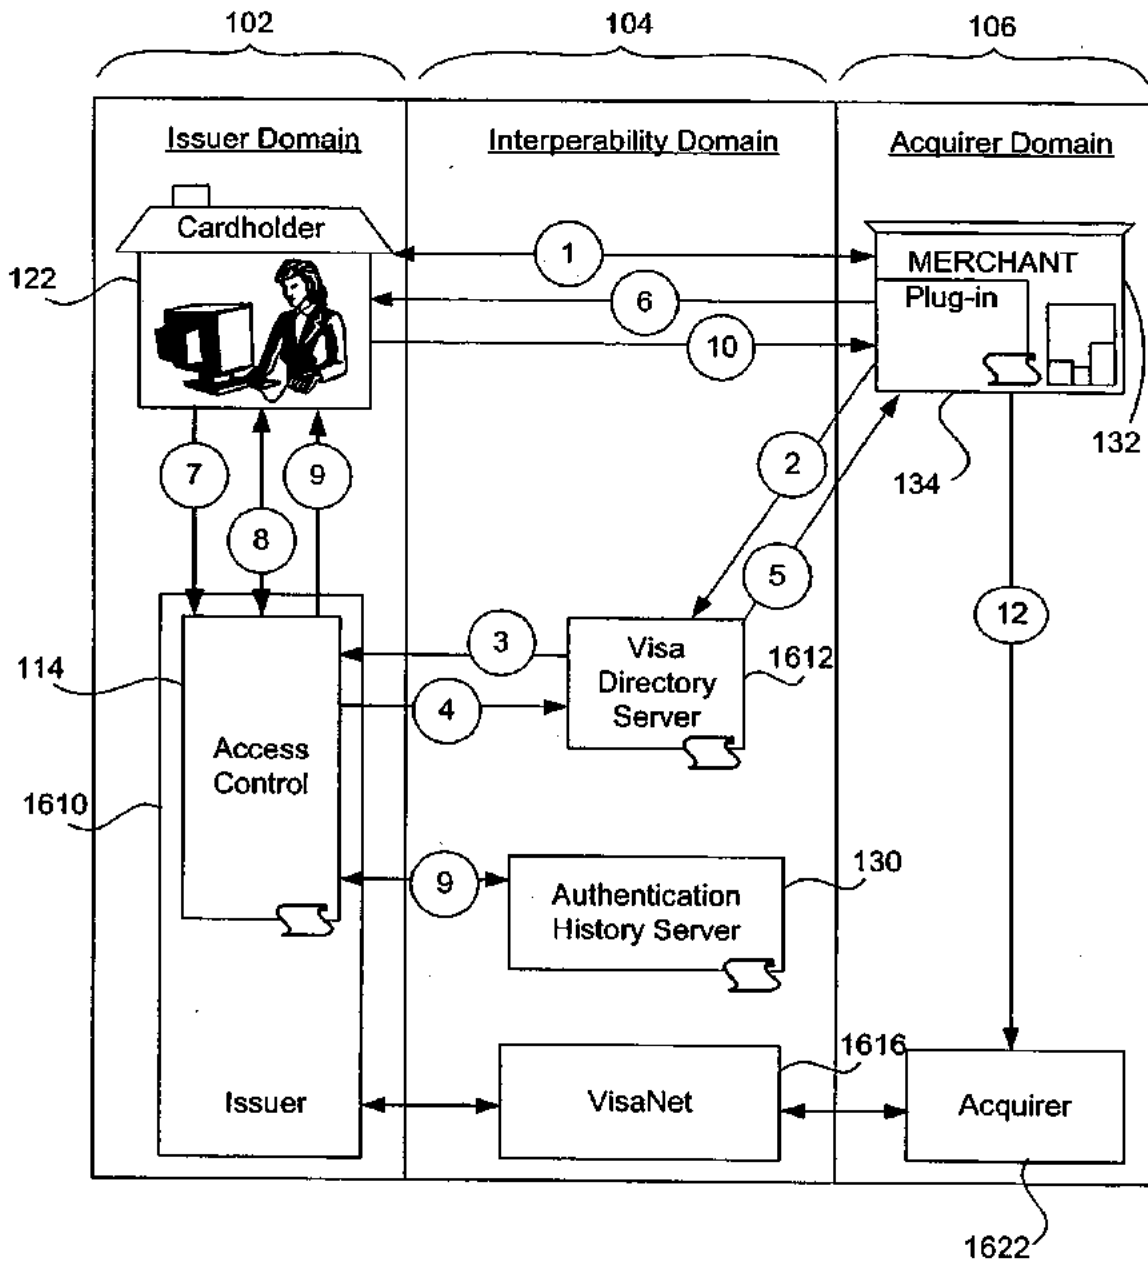 102
104
106
Issuer Domain
Interperability Domain
Acquirer Domain
Cardholder
122
1
MERCHANT
Plug-in
6
10
132
134
7
8
9
2
5
12
3
4
Visa
Directory
Server
1612
114
Access
Control
1610
9
Authentication
History Server
130
Issuer
VisaNet
1616
Acquirer
1622